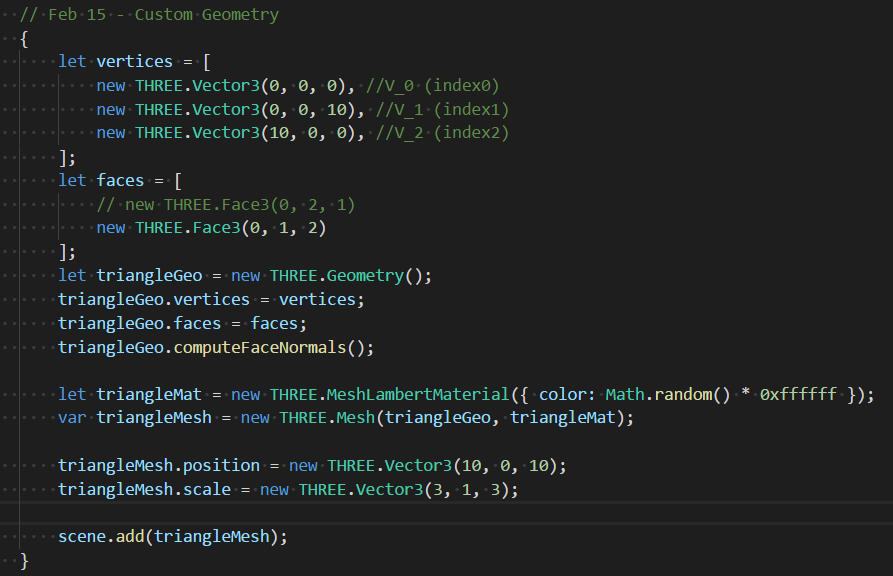 // Feb 15 - Custom Geometry
{
let vertices = [
new THREE.Vector3(0, 0, 0), //V_0 (index0)
new THREE.Vector3(0, 0, 10), //V_1 (index1)
new THREE.Vector3(10, 0, 0), //V_2 (index2)
];
let faces = [
// new THREE.Face3(0, 2, 1)
new THREE.Face3(0, 1, 2)
];
let triangleGeo = new THREE.Geometry();
triangleGeo.vertices = vertices;
triangleGeo.faces = faces;
triangleGeo.computeFaceNormals();
let triangleMat = new THREE.MeshLambertMaterial({ color: Math.random() * 0xffffff });
var triangleMesh = new THREE.Mesh(triangleGeo, triangleMat);
triangleMesh.position = new THREE.Vector3(10, 0, 10);
triangleMesh.scale = new THREE.Vector3(3, 1, 3);
scene.add(triangleMesh);
}